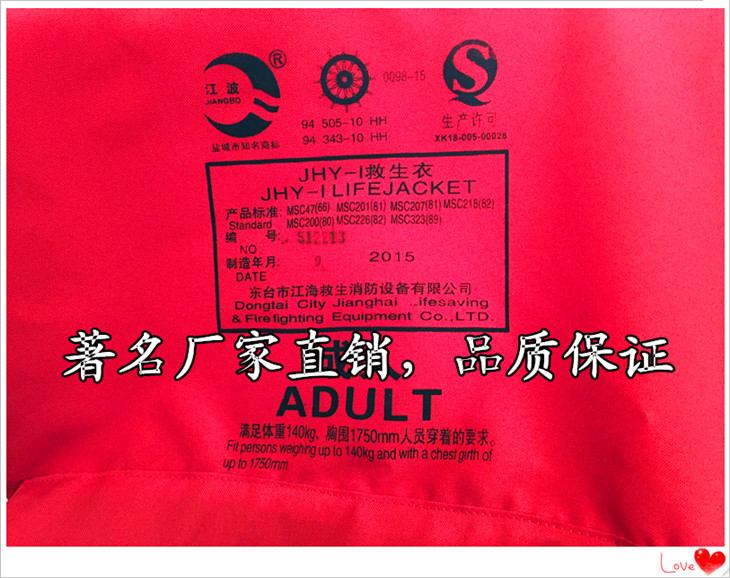 江波
JIANGBO
®
盐城市知名商标
94 505-10 HH
94 343-10 HH
0098-15
生产许可
XK18-005-00028
JHY-I救生衣
JHY-I LIFEJACKET
产品标准: MSC47(66) MSC201(81) MSC207(81) MSC218(82)
Standard MSC200(80) MSC226(82) MSC323(89)
编 号: 512213
NO
制造年月: 9 2015
DATE
东台市江海救生消防设备有限公司
Dongtai City Jianghai .ifesaving
& Firefighting Equipment Co.,LTD.
著名厂家直销，品质保证
ADULT
满足体重140kg、胸围1750mm人员穿着的要求。
Fit persons weighing up to 140kg and with a chest girth of
up to 1750mm
Love